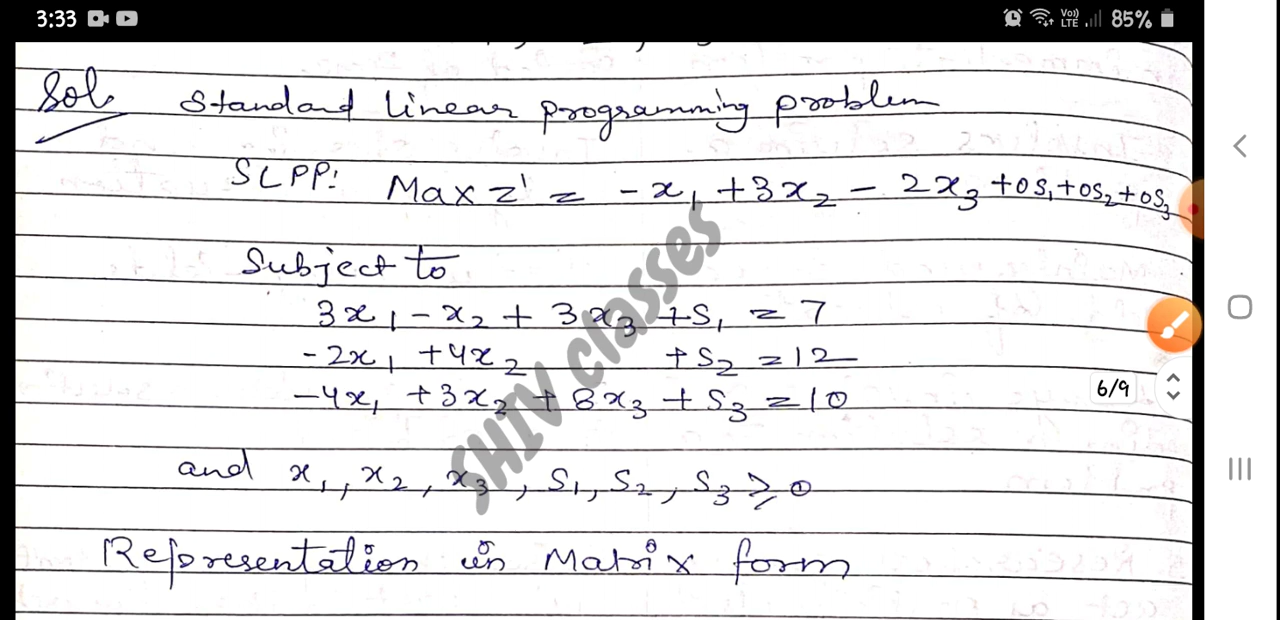 3:33
Vo))
LTE
85%
Sol.
Standard linear programming problem
SLPP: Max z' = -x₁ + 3x₂ - 2x₃ + 0s₁ + 0s₂ + 0s₃
Subject to
3x₁ - x₂ + 3x₃ + s₁ = 7
-2x₁ + 4x₂ + s₂ = 12
-4x₁ + 3x₂ + 8x₃ + s₃ = 10
6/9
and x₁, x₂, x₃, s₁, s₂, s₃ ≥ 0
Representation in Matrix form
SHIV classes